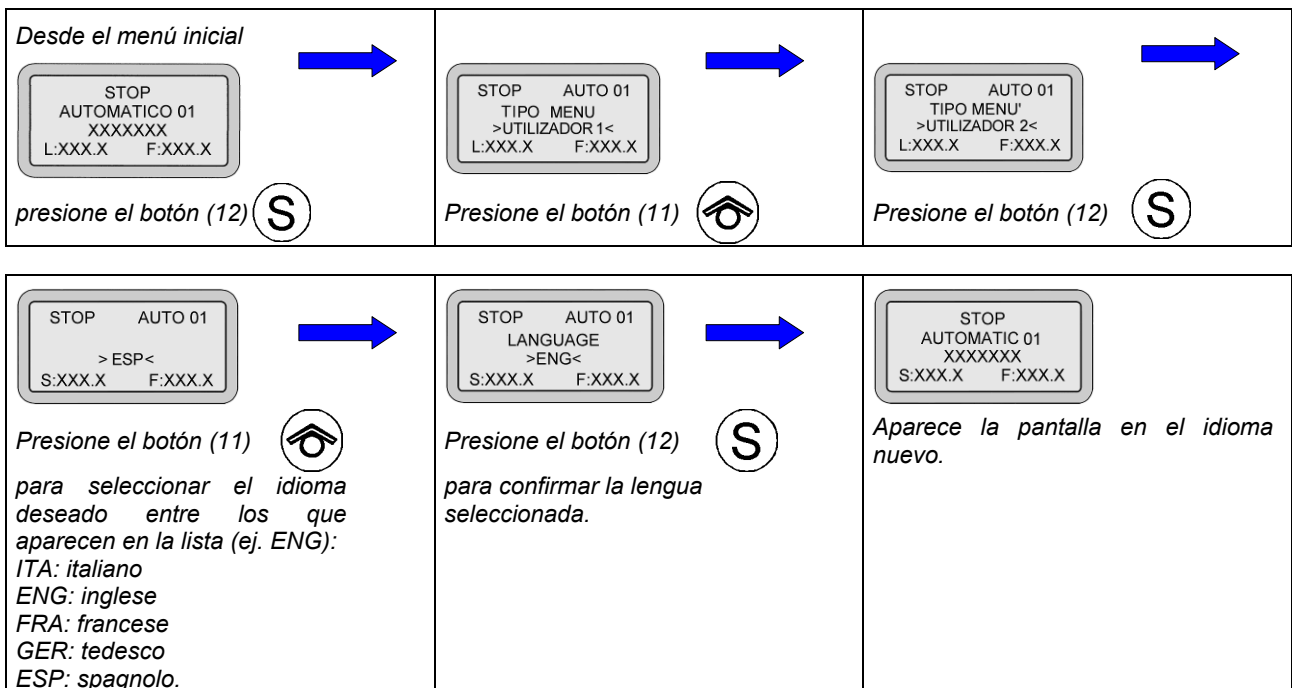 Desde el menú inicial
STOP
AUTOMATICO 01
XXXXXXX
L:XXX.X F:XXX.X
presione el botón (12) S
STOP AUTO 01
TIPO MENU
>UTILIZADOR 1<
L:XXX.X F:XXX.X
Presione el botón (11)
STOP AUTO 01
TIPO MENU'
>UTILIZADOR 2<
L:XXX.X F:XXX.X
Presione el botón (12) S
STOP AUTO 01
> ESP<
S:XXX.X F:XXX.X
Presione el botón (11)
para seleccionar el idioma
deseado entre los que
aparecen en la lista (ej. ENG):
ITA: italiano
ENG: inglese
FRA: francese
GER: tedesco
ESP: spagnolo.
STOP AUTO 01
LANGUAGE
>ENG<
S:XXX.X F:XXX.X
Presione el botón (12) S
para confirmar la lengua
seleccionada.
STOP
AUTOMATIC 01
XXXXXXX
S:XXX.X F:XXX.X
Aparece la pantalla en el idioma
nuevo.